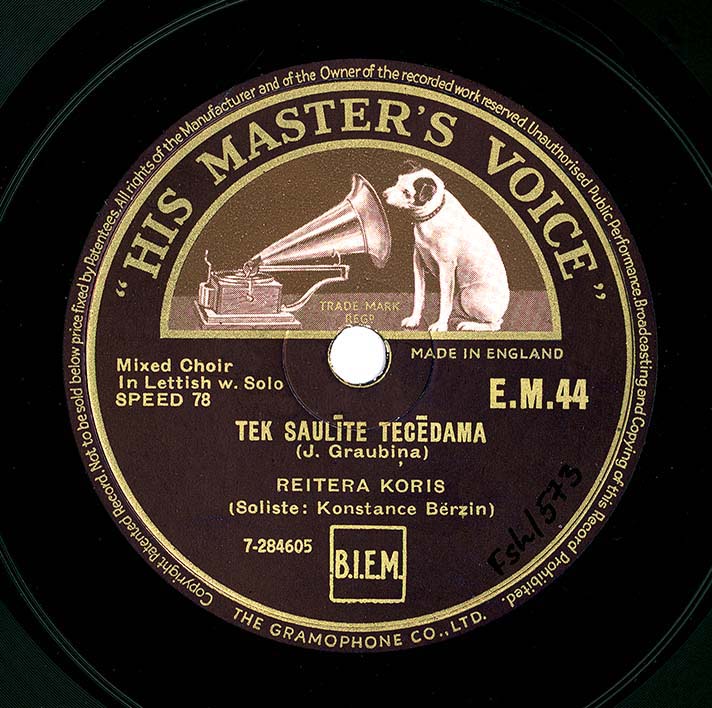 Copyright. Patented Record. Not to be sold below price fixed by Patentees. All rights of the Manufacturer and of the Owner of the recorded work reserved. Unauthorised Public Performance, Broadcasting and Copying of this Record Prohibited.
"HIS MASTER'S VOICE"
TRADE MARK
REGD
MADE IN ENGLAND
Mixed Choir
In Lettish w. Solo
SPEED 78
E.M.44
TEK SAULĪTE TECĒDAMA
(J. Graubiņa)
REITERA KORIS
(Soliste: Konstance Bērzin)
7-284605
B.I.E.M.
Fsh/573
THE GRAMOPHONE CO., LTD.